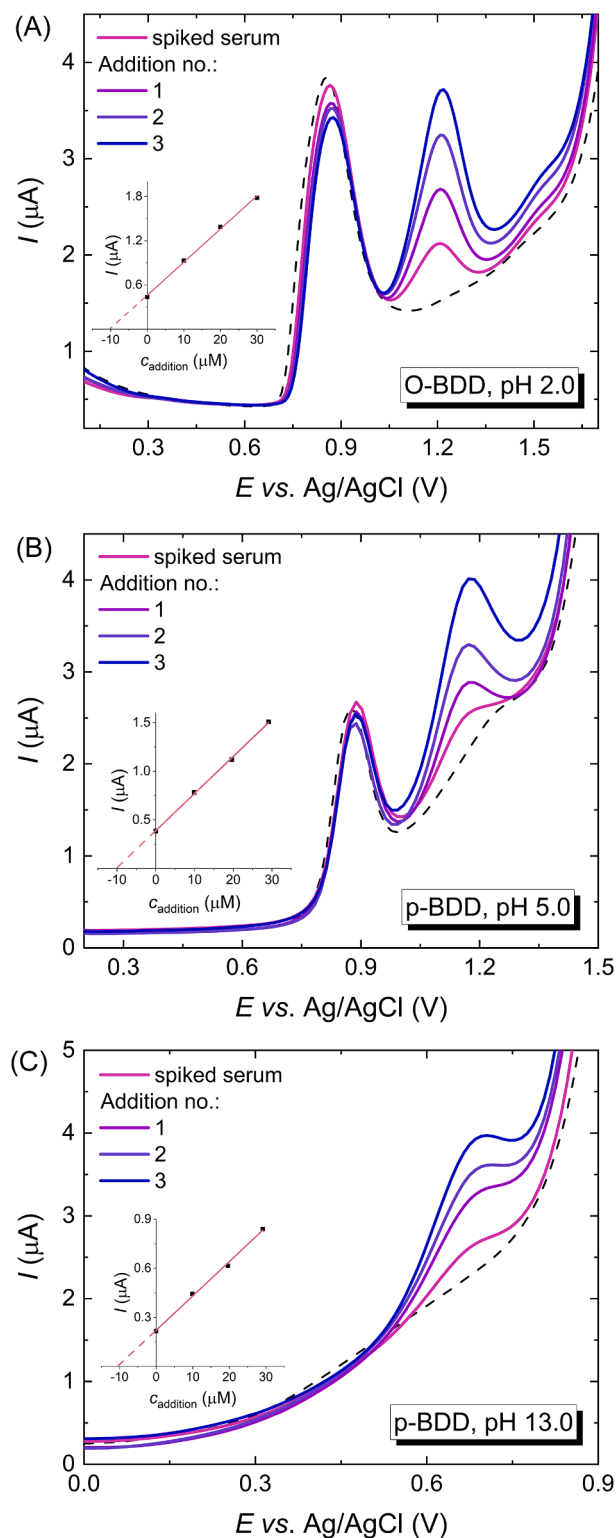 (A)
spiked serum
Addition no.:
1
2
3
4
3
2
1
I (μA)
1.8
1.2
0.6
I (μA)
-10 0 10 20 30
c_addition (μM)
O-BDD, pH 2.0
0.3 0.6 0.9 1.2 1.5
E vs. Ag/AgCl (V)
(B)
spiked serum
Addition no.:
1
2
3
4
3
2
1
0
I (μA)
1.5
1.0
0.5
I (μA)
-10 0 10 20 30
c_addition (μM)
p-BDD, pH 5.0
0.3 0.6 0.9 1.2 1.5
E vs. Ag/AgCl (V)
(C)
spiked serum
Addition no.:
1
2
3
5
4
3
2
1
0
I (μA)
0.9
0.6
0.3
I (μA)
-10 0 10 20 30
c_addition (μM)
p-BDD, pH 13.0
0.0 0.3 0.6 0.9
E vs. Ag/AgCl (V)